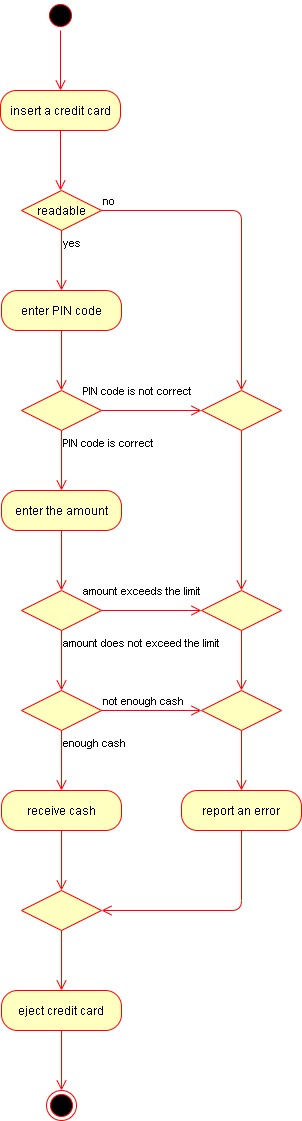 insert a credit card
readable
no
yes
enter PIN code
PIN code is not correct
PIN code is correct
enter the amount
amount exceeds the limit
amount does not exceed the limit
not enough cash
enough cash
receive cash
report an error
eject credit card